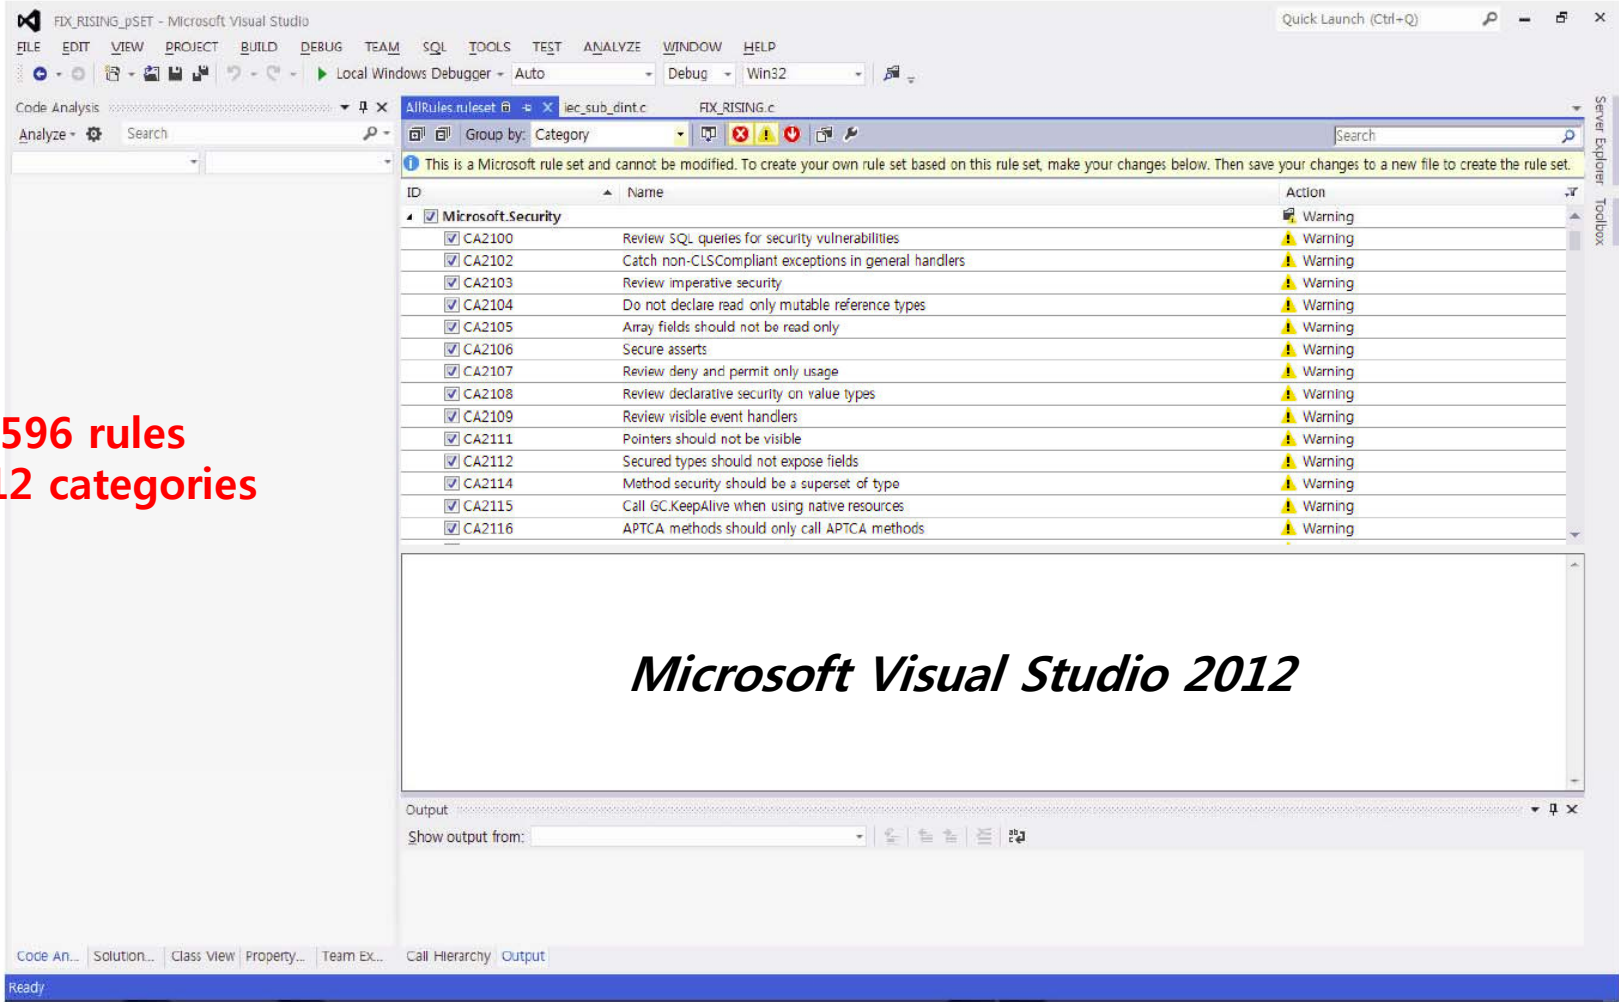 FIX_RISING_pSET - Microsoft Visual Studio
Quick Launch (Ctrl+Q)
FILE EDIT VIEW PROJECT BUILD DEBUG TEAM SQL TOOLS TEST ANALYZE WINDOW HELP
Local Windows Debugger Auto Debug Win32
Code Analysis
AllRules.ruleset iec_sub_dint.c FIX_RISING.c
Analyze Search
Group by: Category
Search
This is a Microsoft rule set and cannot be modified. To create your own rule set based on this rule set, make your changes below. Then save your changes to a new file to create the rule set.
ID Name Action
Microsoft.Security Warning
CA2100 Review SQL queries for security vulnerabilities Warning
CA2102 Catch non-CLSCompliant exceptions in general handlers Warning
CA2103 Review imperative security Warning
CA2104 Do not declare read only mutable reference types Warning
CA2105 Array fields should not be read only Warning
CA2106 Secure asserts Warning
CA2107 Review deny and permit only usage Warning
CA2108 Review declarative security on value types Warning
CA2109 Review visible event handlers Warning
CA2111 Pointers should not be visible Warning
CA2112 Secured types should not expose fields Warning
CA2114 Method security should be a superset of type Warning
CA2115 Call GC.KeepAlive when using native resources Warning
CA2116 APTCA methods should only call APTCA methods Warning
Server Explorer
Toolbox
596 rules
12 categories
Microsoft Visual Studio 2012
Output
Show output from:
Code An... Solution... Class View Property... Team Ex... Call Hierarchy Output
Ready